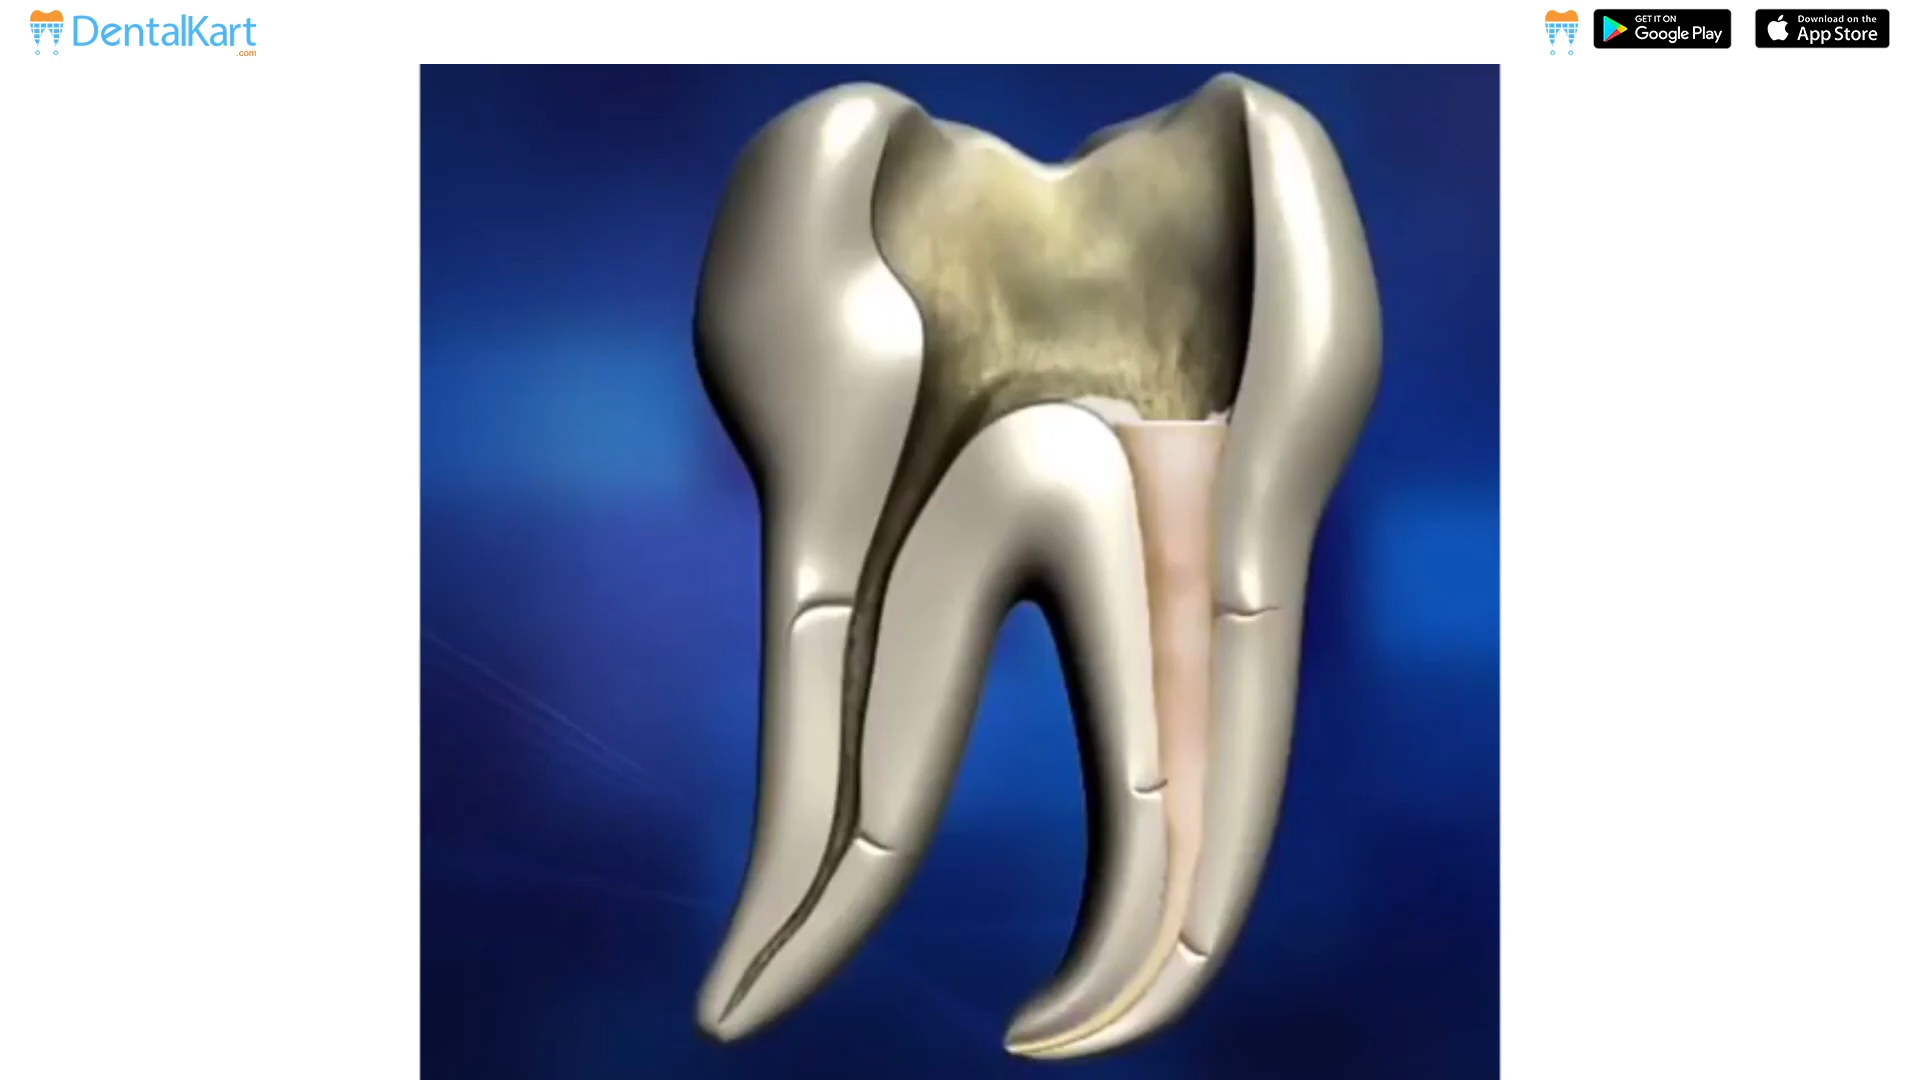 DentalKart
.com
GET IT ON
Google Play
Download on the
App Store